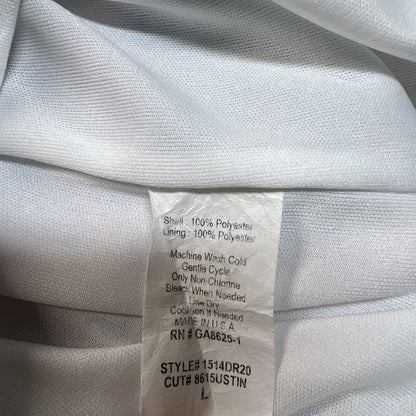 Shell: 100% Polyester
Lining: 100% Polyester
Machine Wash Cold
Gentle Cycle
Only Non-Chlorine
Bleach When Needed
Line Dry
Cool Iron If Needed
MADE IN U.S.A.
RN# GA8625-1
STYLE# 1514DR20
CUT# 8615USTIN
L